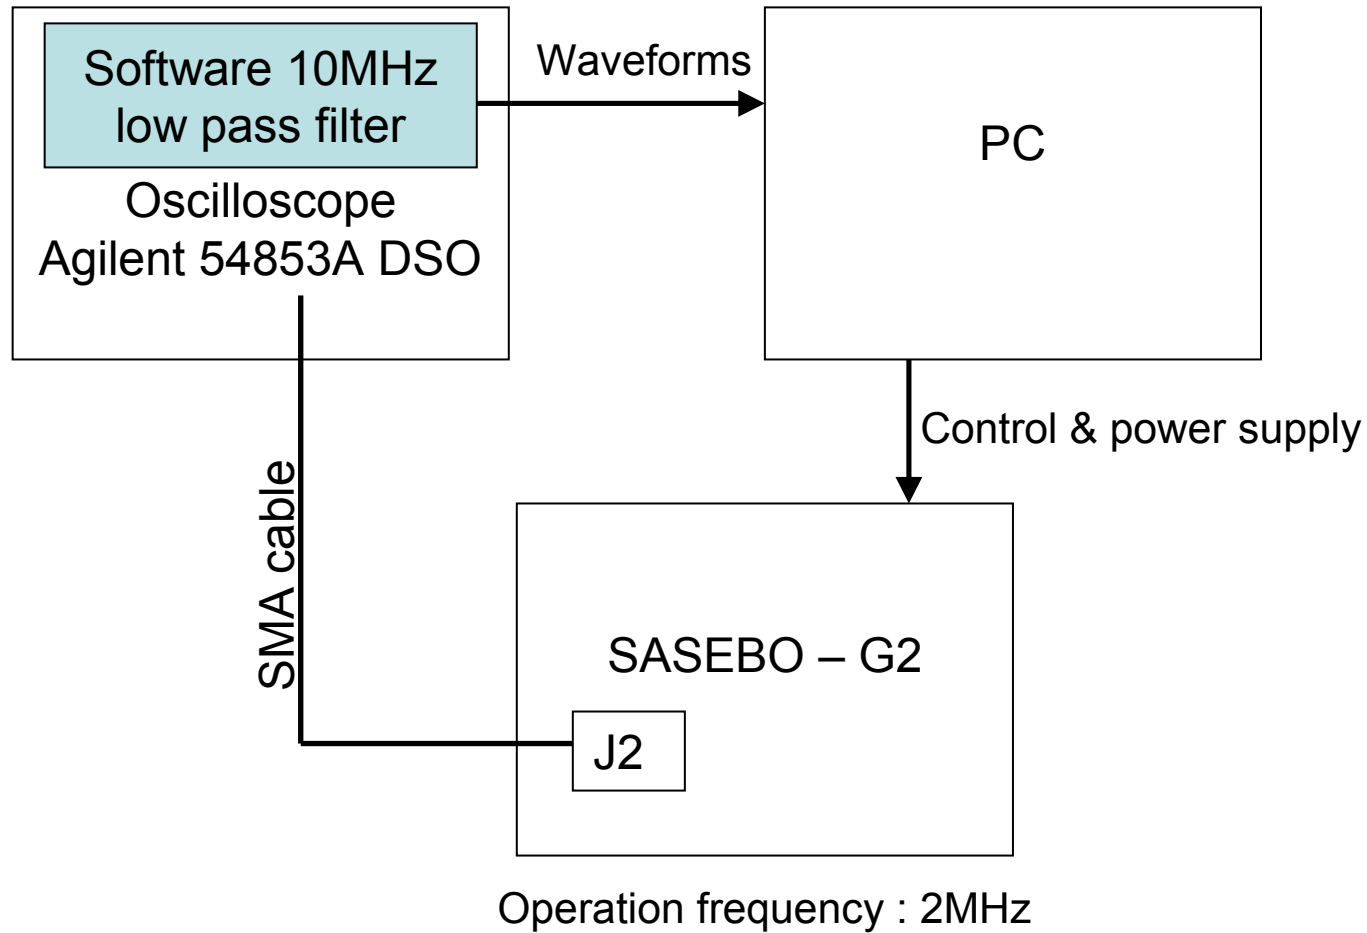 Software 10MHz
low pass filter
Oscilloscope
Agilent 54853A DSO
Waveforms
PC
Control & power supply
SMA cable
SASEBO – G2
J2
Operation frequency : 2MHz